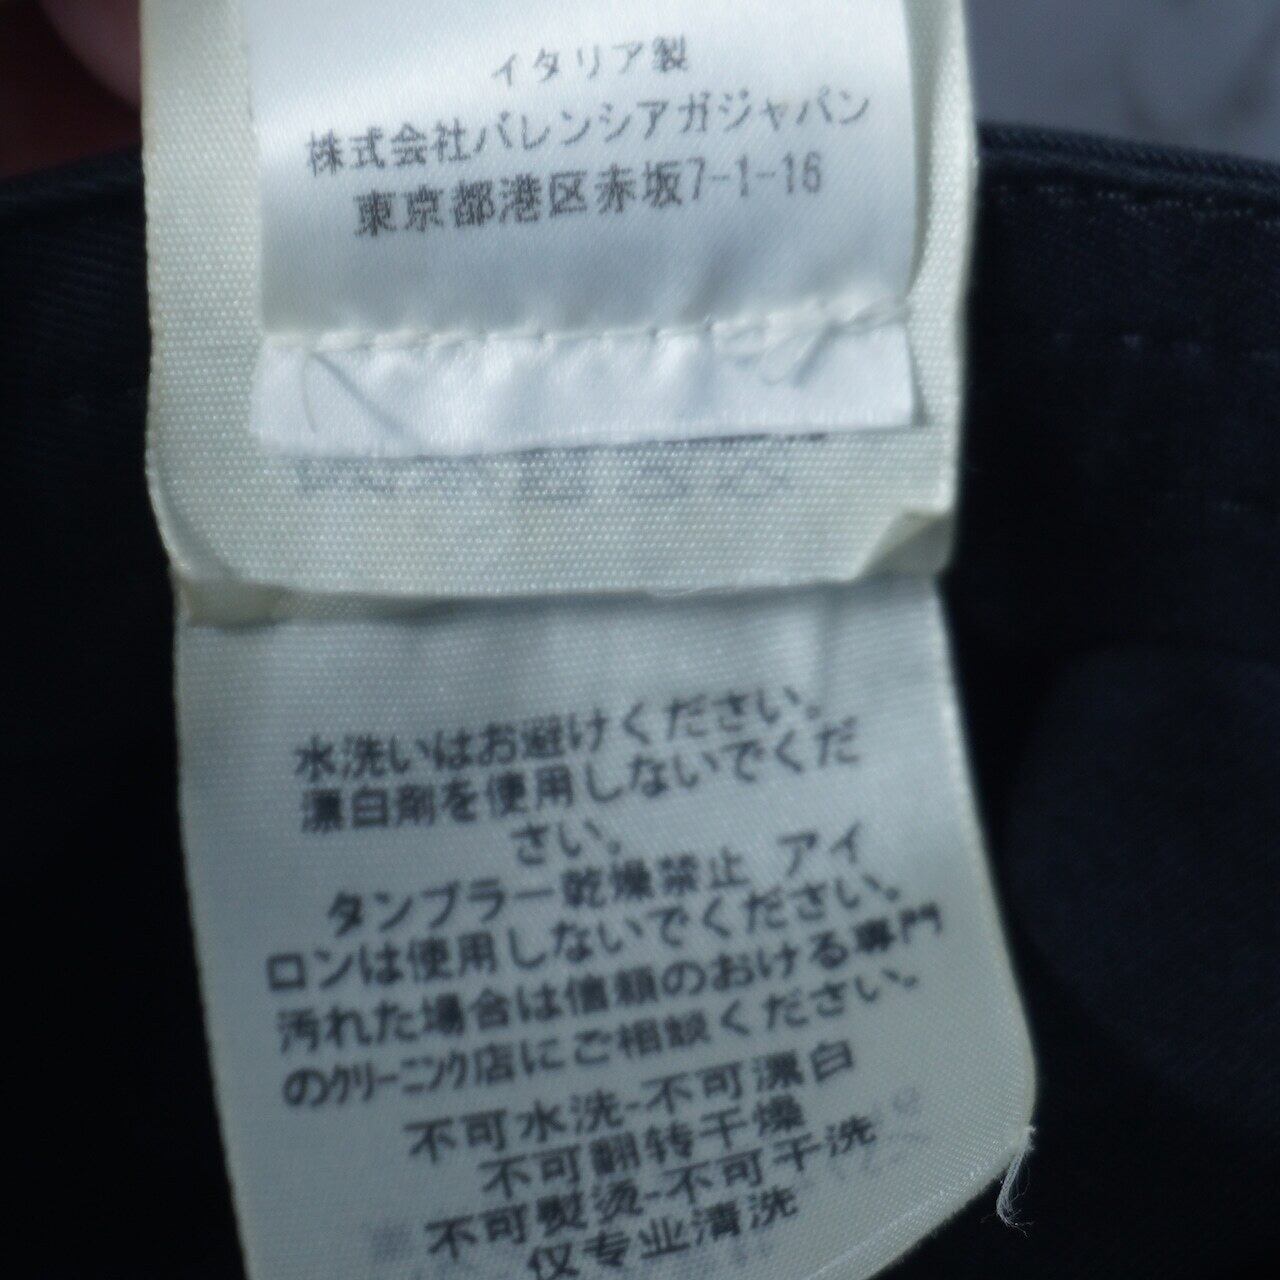 イタリア製
株式会社バレンシアガジャパン
東京都港区赤坂7-1-16
水洗いはお避けください。
漂白剤を使用しないでくだ
さい。
タンブラー乾燥禁止 アイ
ロンは使用しないでください。
汚れた場合は信頼のおける専門
のクリーニング店にご相談ください。
不可水洗-不可漂白
不可翻转干燥
不可熨烫-不可干洗
仅专业清洗